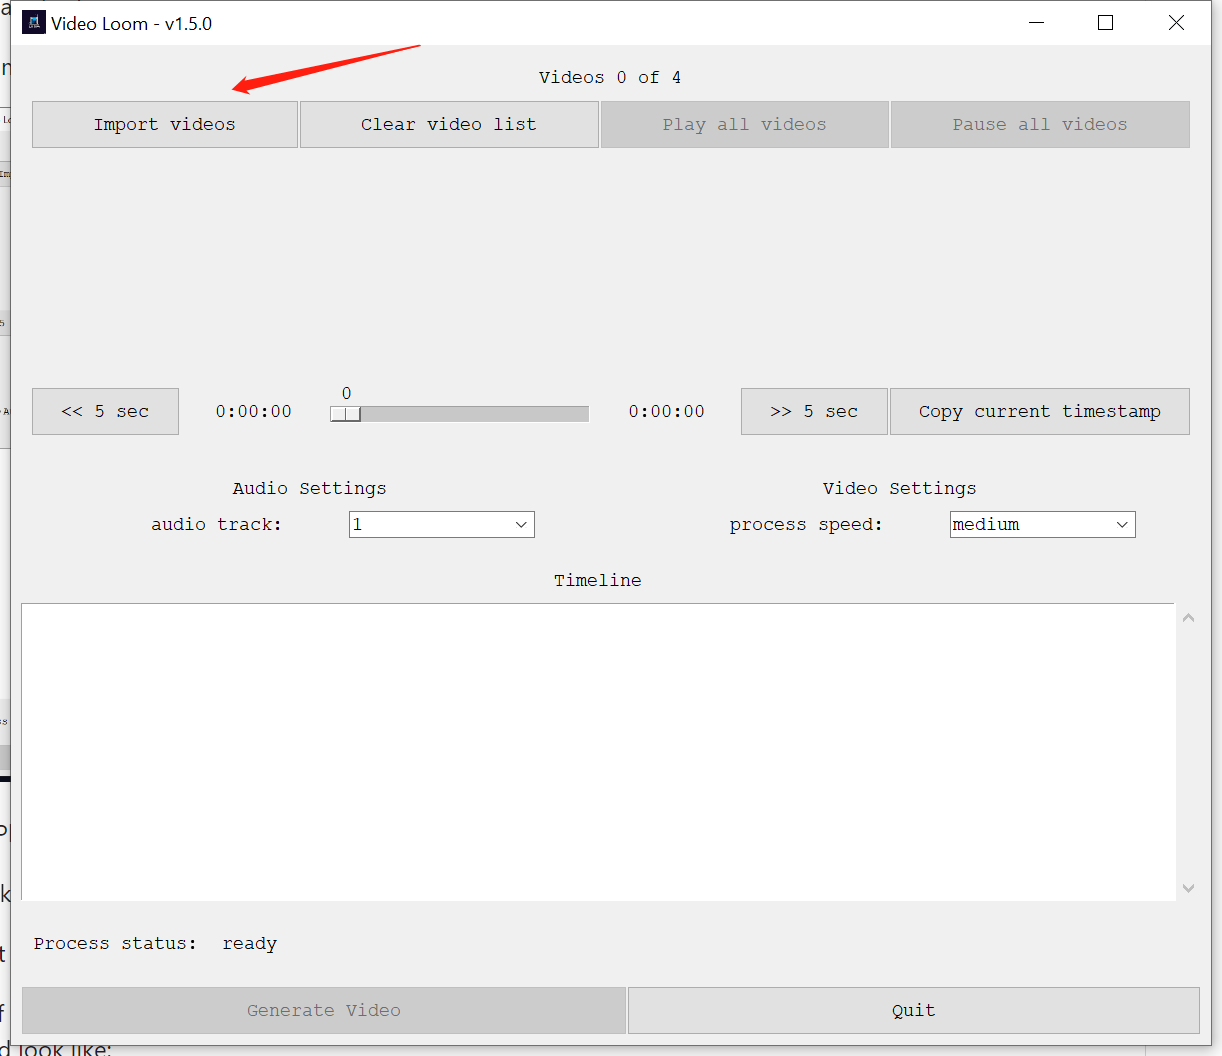 Video Loom - v1.5.0
Videos 0 of 4
Import videos
Clear video list
Play all videos
Pause all videos
0
<< 5 sec
0:00:00
0:00:00
>> 5 sec
Copy current timestamp
Audio Settings
Video Settings
audio track:
1
process speed:
medium
Timeline
Process status: ready
Generate Video
Quit
look like: